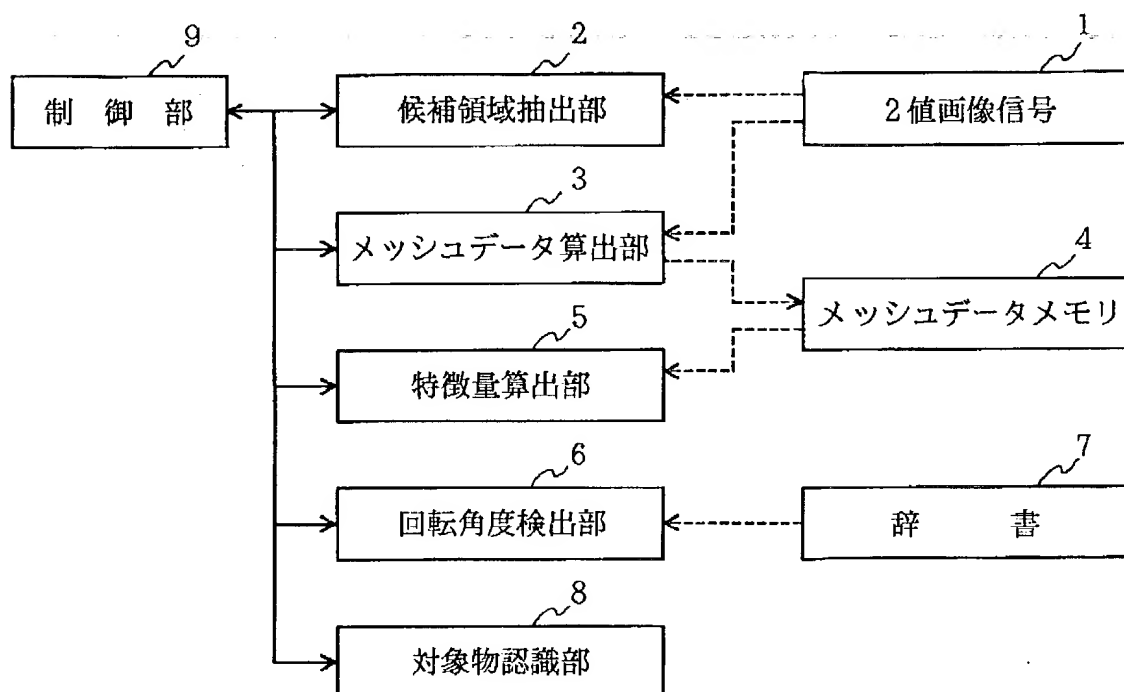 9
制御部
2
候補領域抽出部
1
2値画像信号
3
メッシュデータ算出部
4
メッシュデータメモリ
5
特徴量算出部
6
回転角度検出部
7
辞書
8
対象物認識部